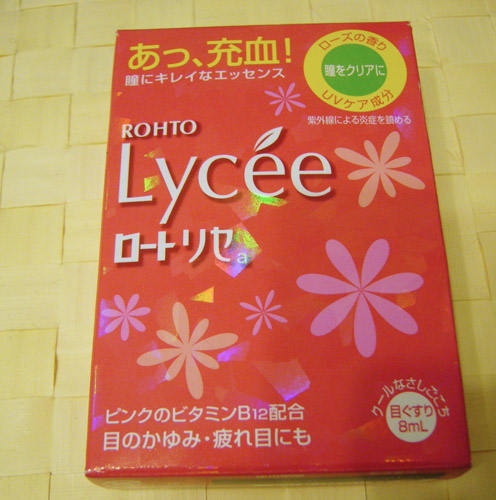 あっ、充血!
瞳にキレイなエッセンス
ローズの香り
瞳をクリアに
UVケア成分
紫外線による炎症を鎮める
ROHTO
Lycée
ロートリセa
ピンクのビタミンB12配合
目のかゆみ・疲れ目にも
クールなさしごこち
目ぐすり
8mL